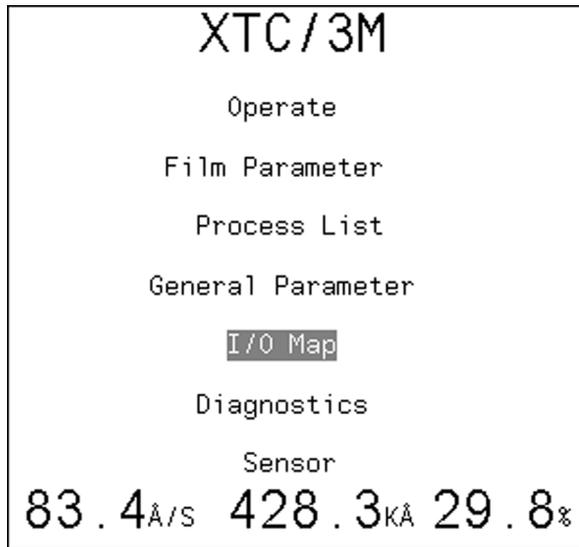 XTC/3M
Operate
Film Parameter
Process List
General Parameter
I/O Map
Diagnostics
Sensor
83.4Å/S 428.3KÅ 29.8%